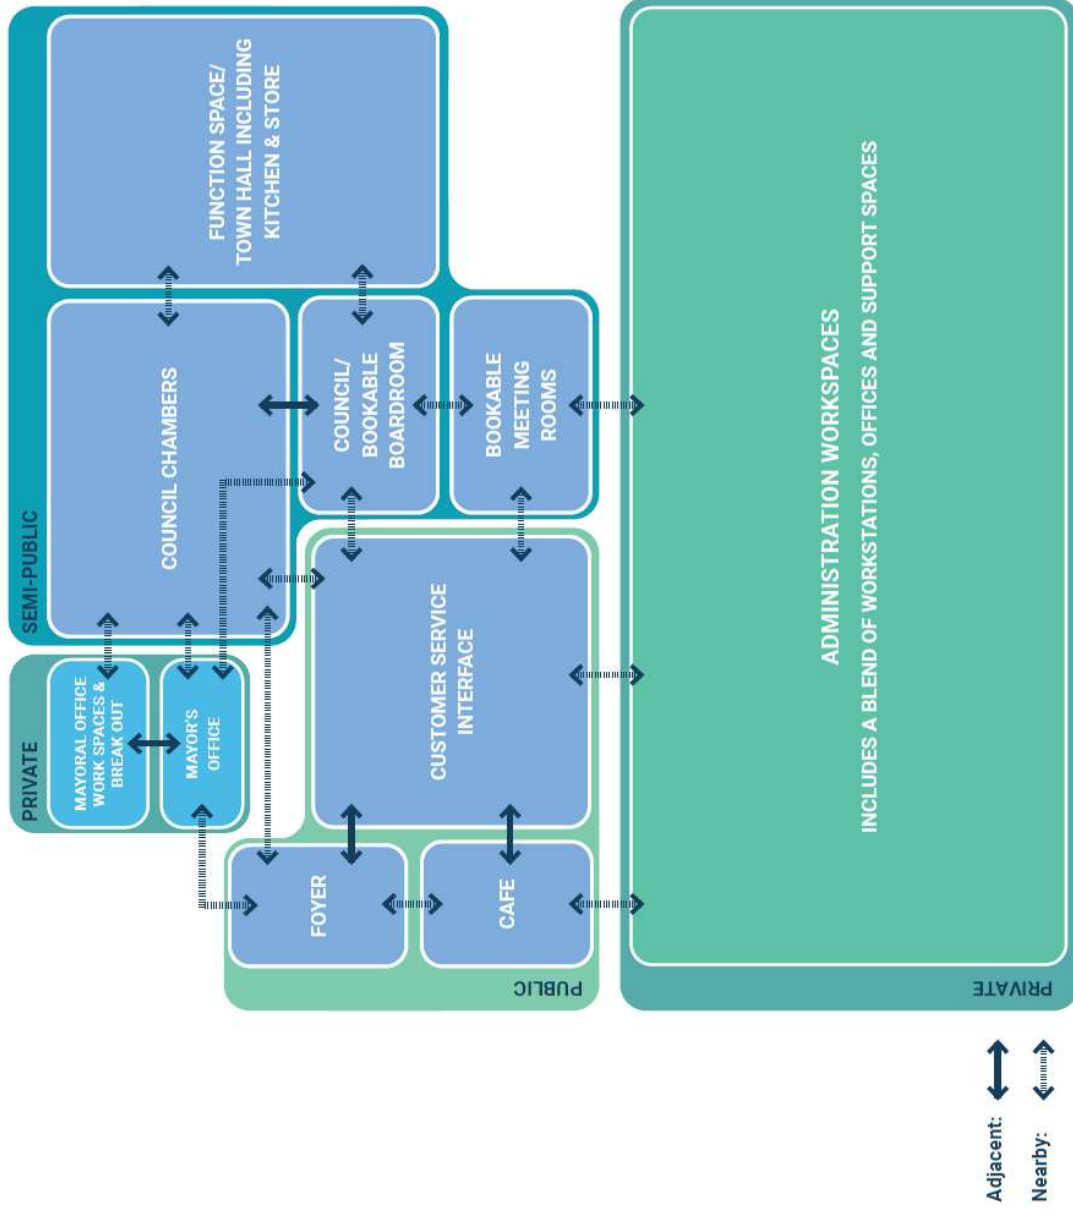 PRIVATE
MAYORAL OFFICE
WORK SPACES &
BREAK OUT
MAYOR'S
OFFICE
SEMI-PUBLIC
COUNCIL CHAMBERS
FUNCTION SPACE/
TOWN HALL INCLUDING
KITCHEN & STORE
COUNCIL/
BOOKABLE
BOARDROOM
BOOKABLE
MEETING
ROOMS
PUBLIC
FOYER
CAFE
CUSTOMER SERVICE
INTERFACE
PRIVATE
ADMINISTRATION WORKSPACES
INCLUDES A BLEND OF WORKSTATIONS, OFFICES AND SUPPORT SPACES
Adjacent:
Nearby: